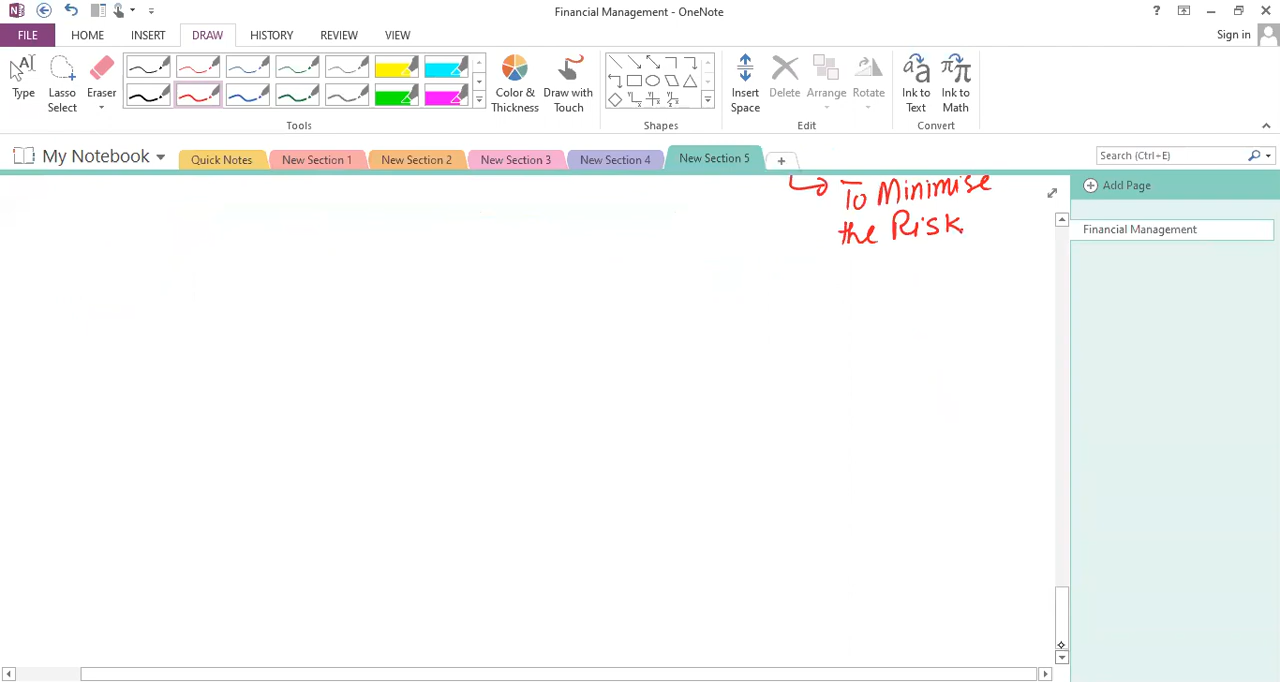 Financial Management - OneNote
?
Sign in
FILE
HOME
INSERT
DRAW
HISTORY
REVIEW
VIEW
Type
Lasso
Select
Eraser
Color &
Thickness
Draw with
Touch
Insert
Space
Delete
Arrange
Rotate
Ink to
Text
Ink to
Math
Tools
Shapes
Edit
Convert
My Notebook
Quick Notes
New Section 1
New Section 2
New Section 3
New Section 4
New Section 5
Search (Ctrl+E)
Add Page
Financial Management
To Minimise
the Risk